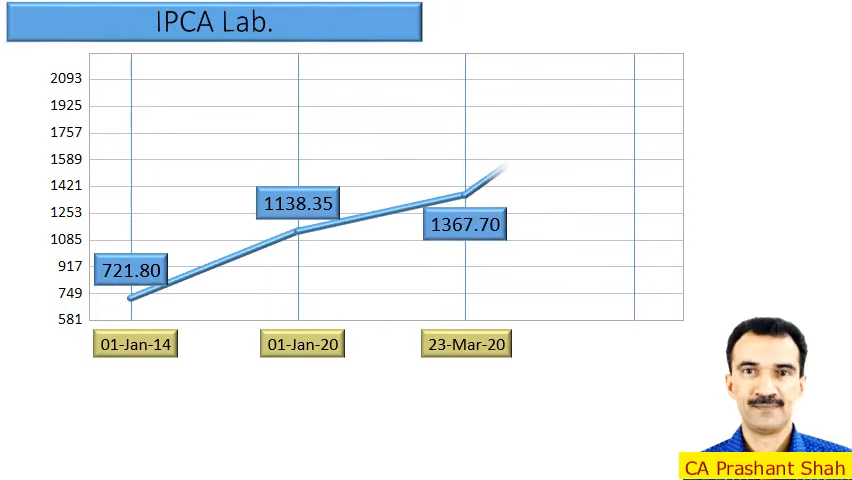 IPCA Lab.
2093
1925
1757
1589
1421
1253
1085
917
749
581
721.80
1138.35
1367.70
01-Jan-14
01-Jan-20
23-Mar-20
CA Prashant Shah